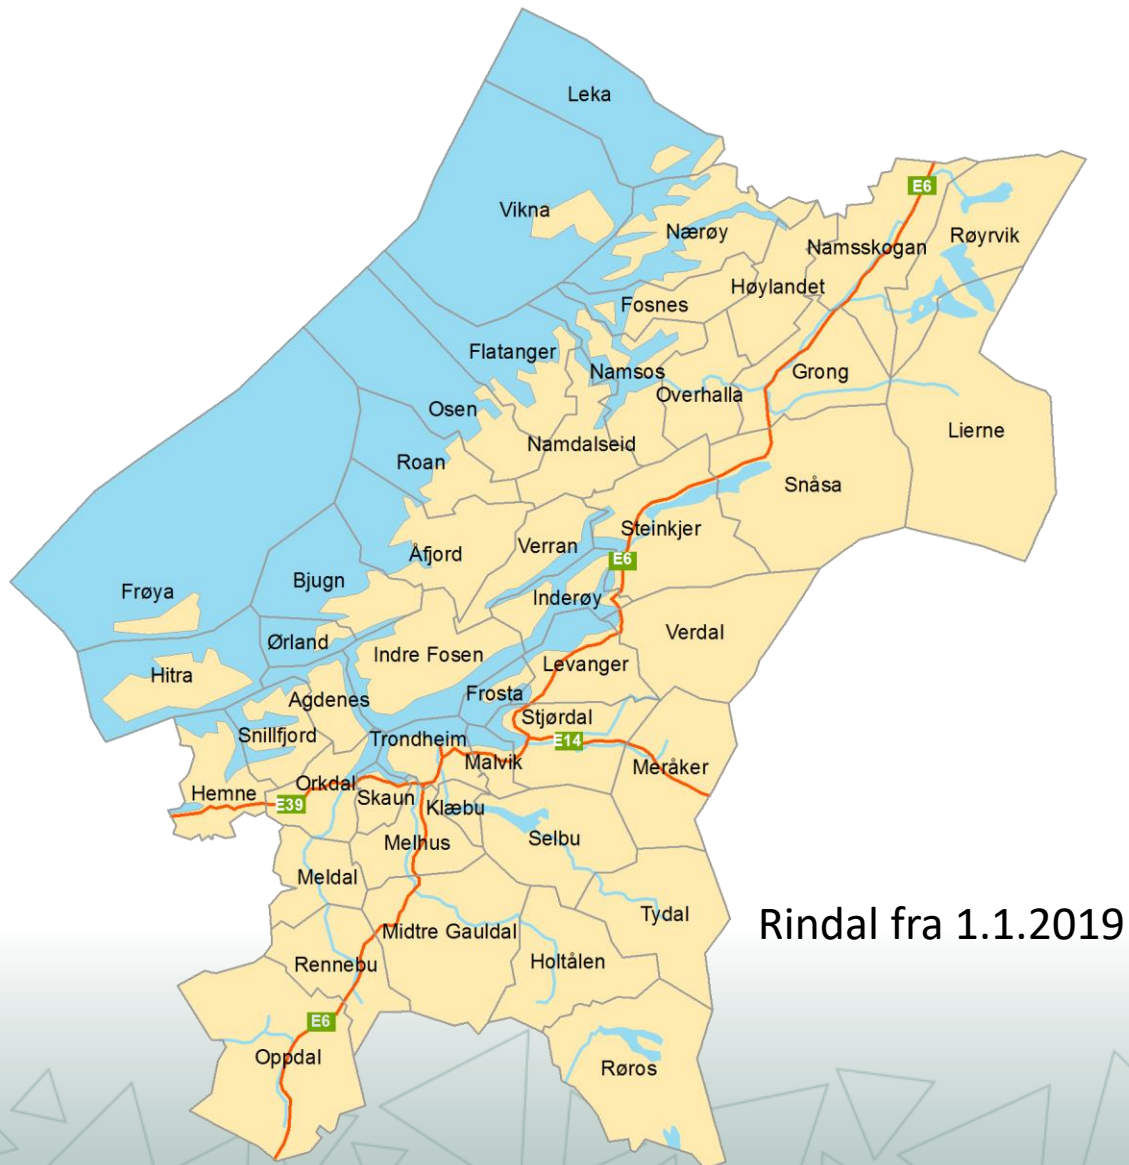 Leka
Vikna
E6
Nærøy
Røyrvik
Namsskogan
Høylandet
Fosnes
Flatanger
Namsos
Grong
Overhalla
Osen
Lierne
Namdalseid
Roan
Snåsa
Steinkjer
Verran
Åfjord
E6
Bjugn
Frøya
Inderøy
Verdal
Ørland
Indre Fosen
Levanger
Hitra
Frosta
Agdenes
Stjørdal
Snillfjord
Trondheim
E14
Malvik
Meråker
Orkdal
Hemne
Skaun
E39
Klæbu
Melhus
Selbu
Meldal
Tydal
Rindal fra 1.1.2019
Midtre Gauldal
Rennebu
Holtålen
E6
Oppdal
Røros